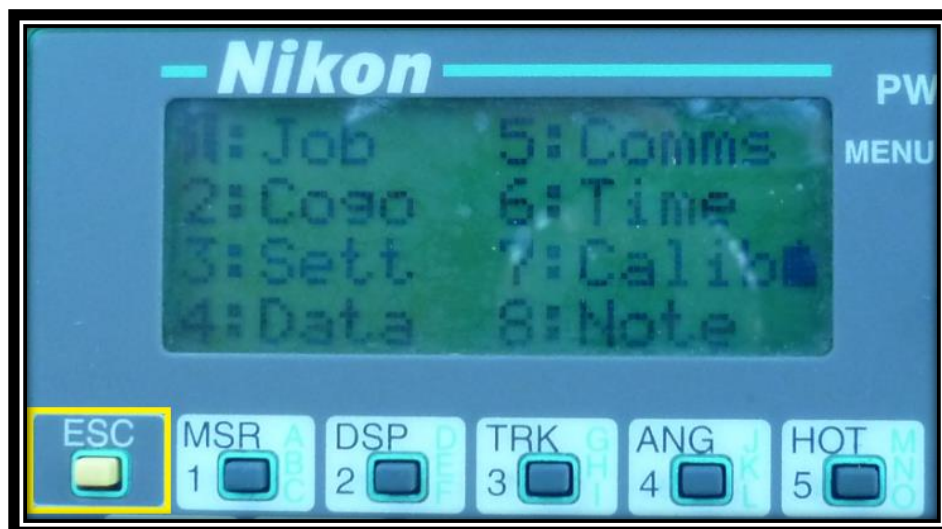 Nikon
PW
MENU
1:Job 5:Comms
2:Cogo 6:Time
3:Sett 7:Calib
4:Data 8:Note
ESC
MSR 1 ABC
DSP 2 DEF
TRK 3 GHI
ANG 4 JKL
HOT 5 MNO